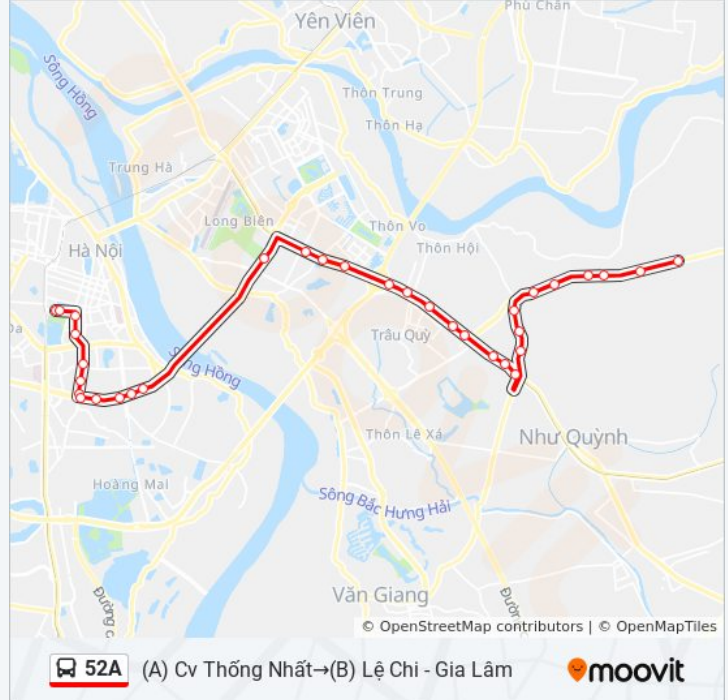 Phù Chẩn
Yên Viên
Sông Hồng
Thôn Trung
Thôn Hạ
Trung Hà
Long Biên
Thôn Vo
Hà Nội
Thôn Hội
Đa
Trâu Quỳ
Sông Hồng
Thôn Lê Xá
Như Quỳnh
Hoàng Mai
Sông Bắc Hưng Hải
Văn Giang
© OpenStreetMap contributors | © OpenMapTiles
52A (A) Cv Thống Nhất→(B) Lệ Chi - Gia Lâm
moovit